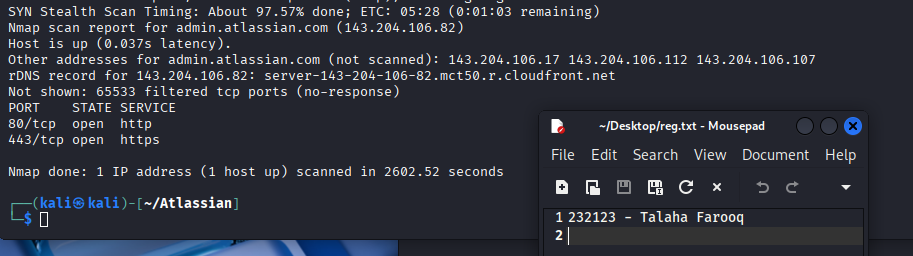 SYN Stealth Scan Timing: About 97.57% done; ETC: 05:28 (0:01:03 remaining)
Nmap scan report for admin.atlassian.com (143.204.106.82)
Host is up (0.037s latency).
Other addresses for admin.atlassian.com (not scanned): 143.204.106.17 143.204.106.112 143.204.106.107
rDNS record for 143.204.106.82: server-143-204-106-82.mct50.r.cloudfront.net
Not shown: 65533 filtered tcp ports (no-response)
PORT    STATE SERVICE
80/tcp  open  http
443/tcp open  https
Nmap done: 1 IP address (1 host up) scanned in 2602.52 seconds
┌──(kali㉿kali)-[~/Atlassian]
└─$
~/Desktop/reg.txt - Mousepad
File Edit Search View Document Help
1 232123 - Talaha Farooq
2